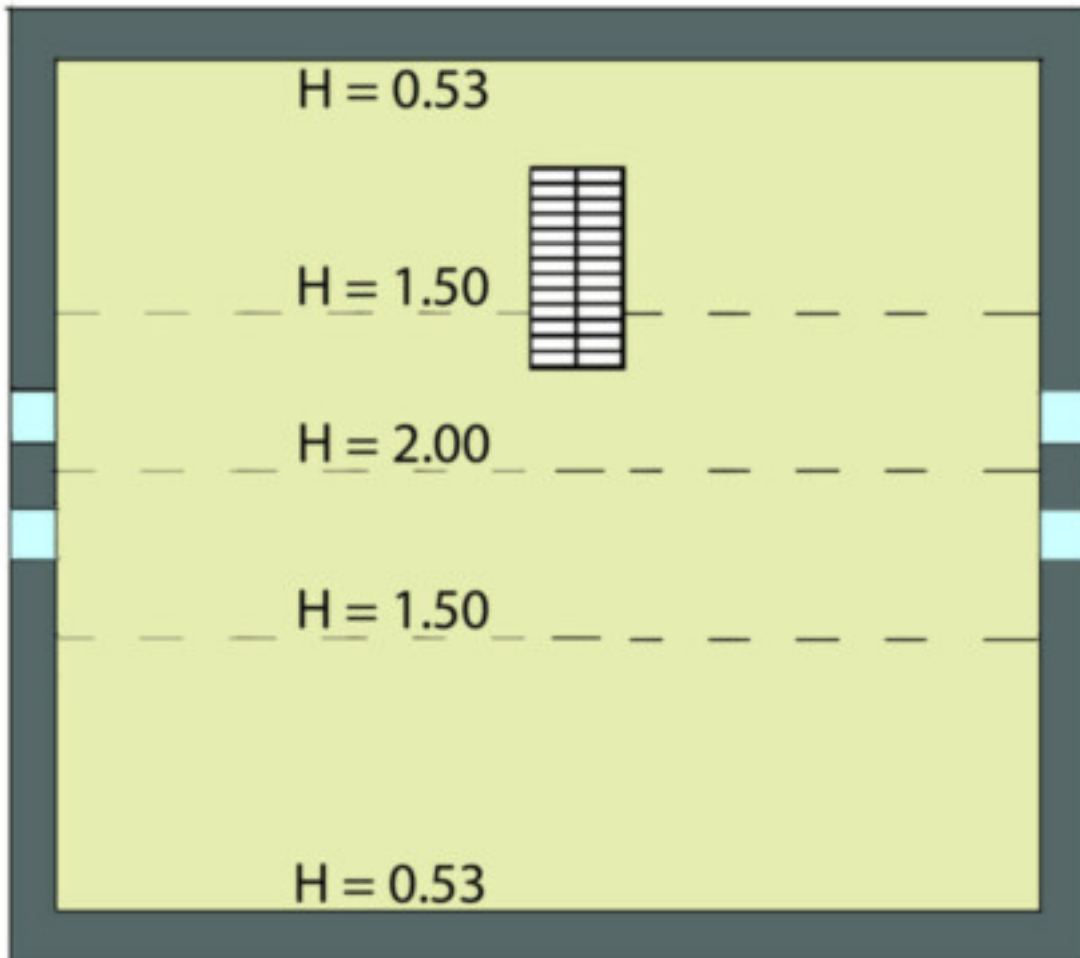 H = 0.53
H = 1.50
H = 2.00
H = 1.50
H = 0.53